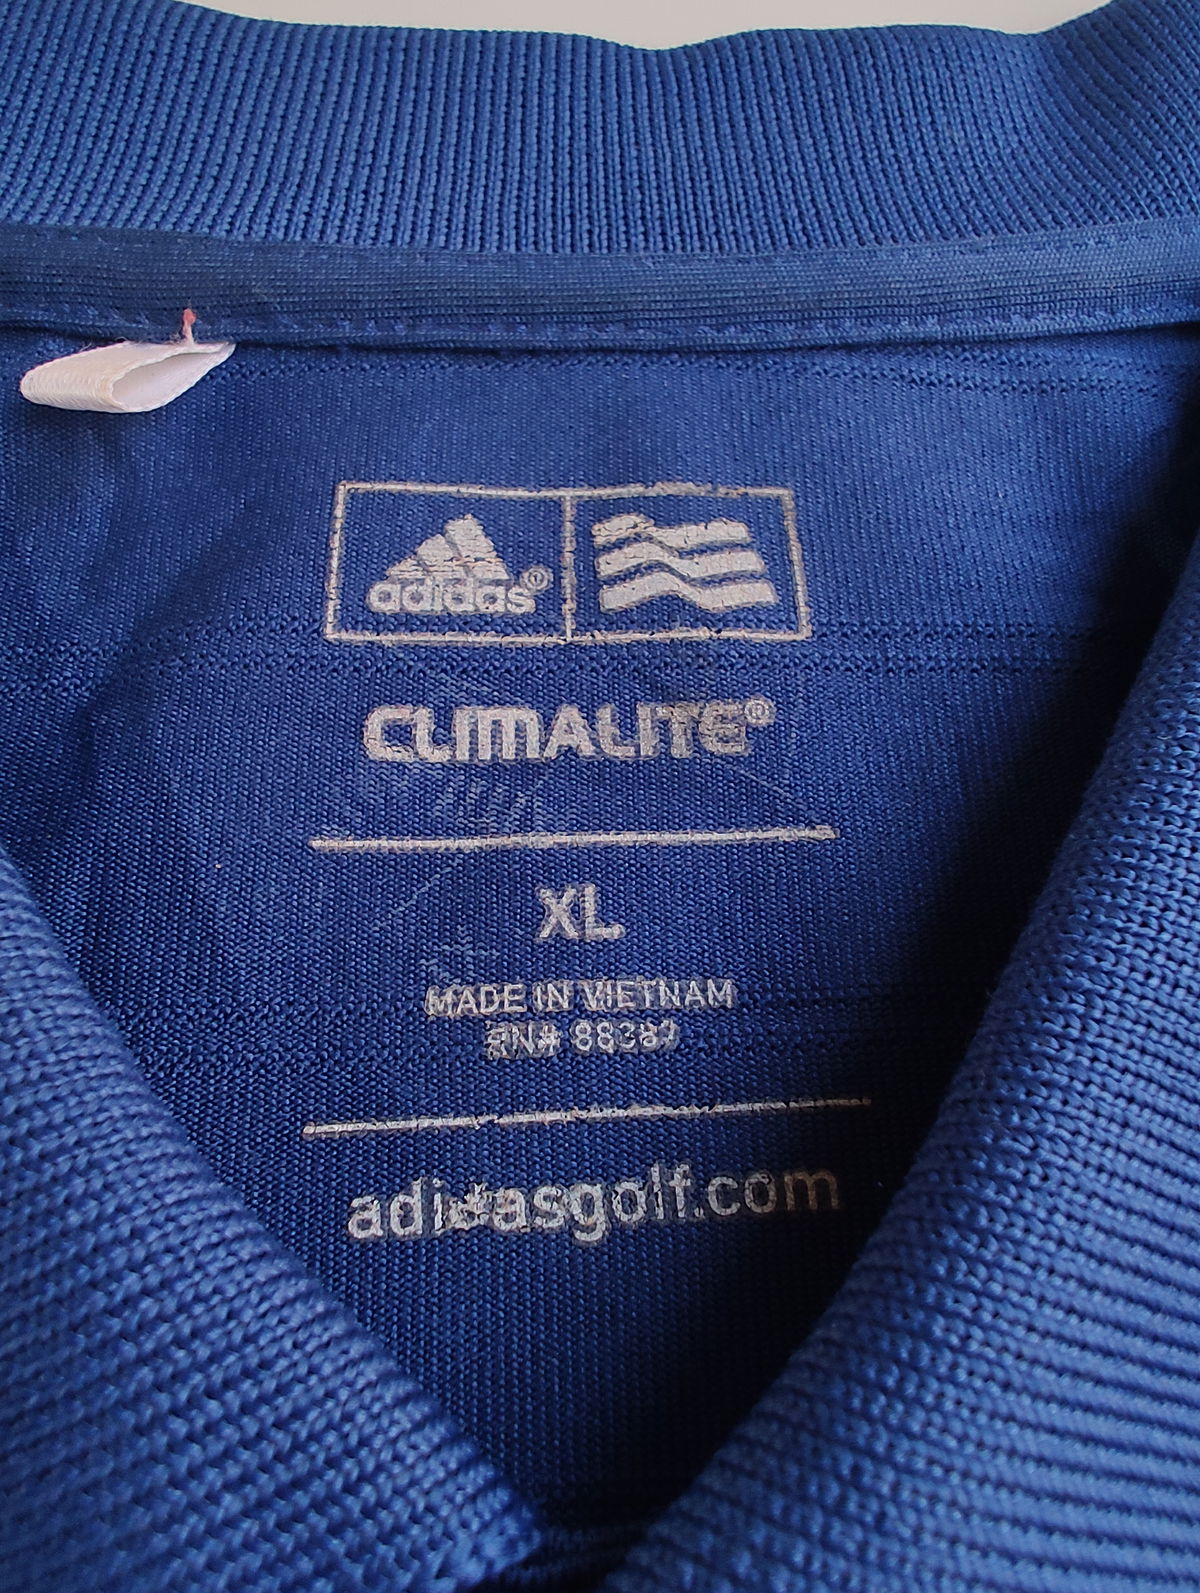 adidas®
CLIMALITE®
XL
MADE IN VIETNAM
RN# 88387
adidasgolf.com